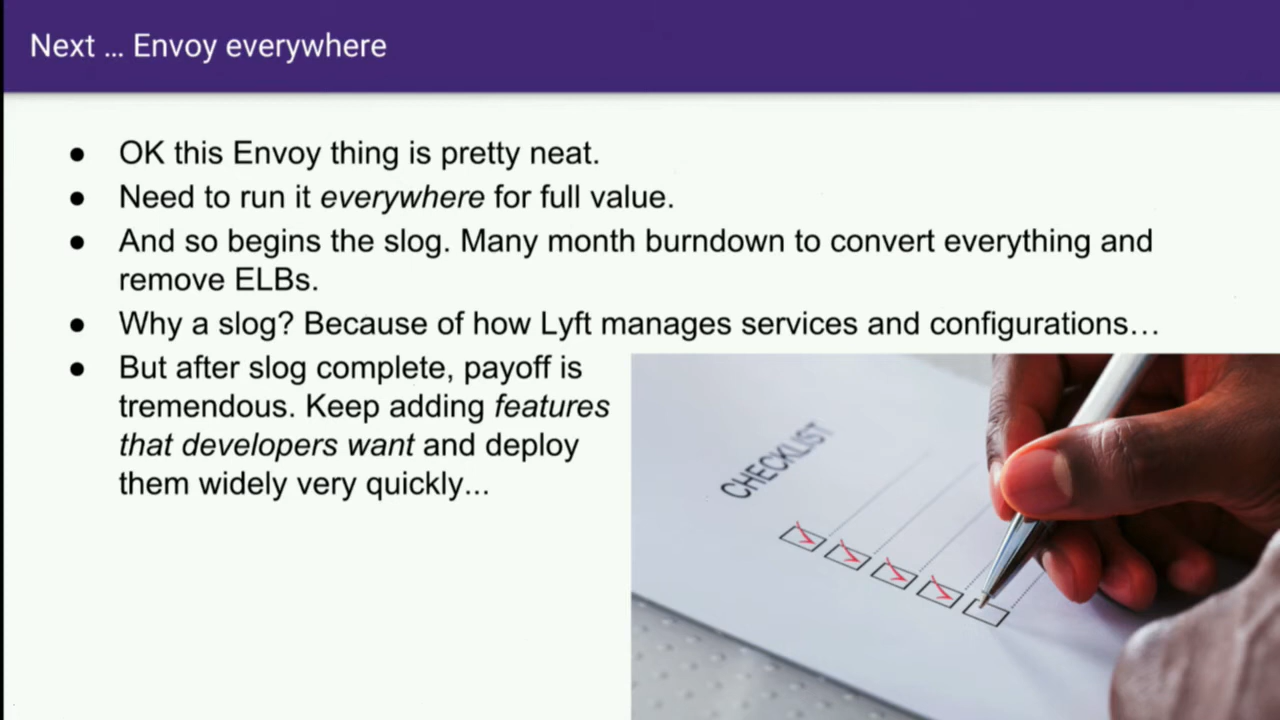 Next ... Envoy everywhere
● OK this Envoy thing is pretty neat.
● Need to run it everywhere for full value.
● And so begins the slog. Many month burndown to convert everything and
remove ELBs.
● Why a slog? Because of how Lyft manages services and configurations…
● But after slog complete, payoff is
tremendous. Keep adding features
that developers want and deploy
them widely very quickly...
CHECKLIST